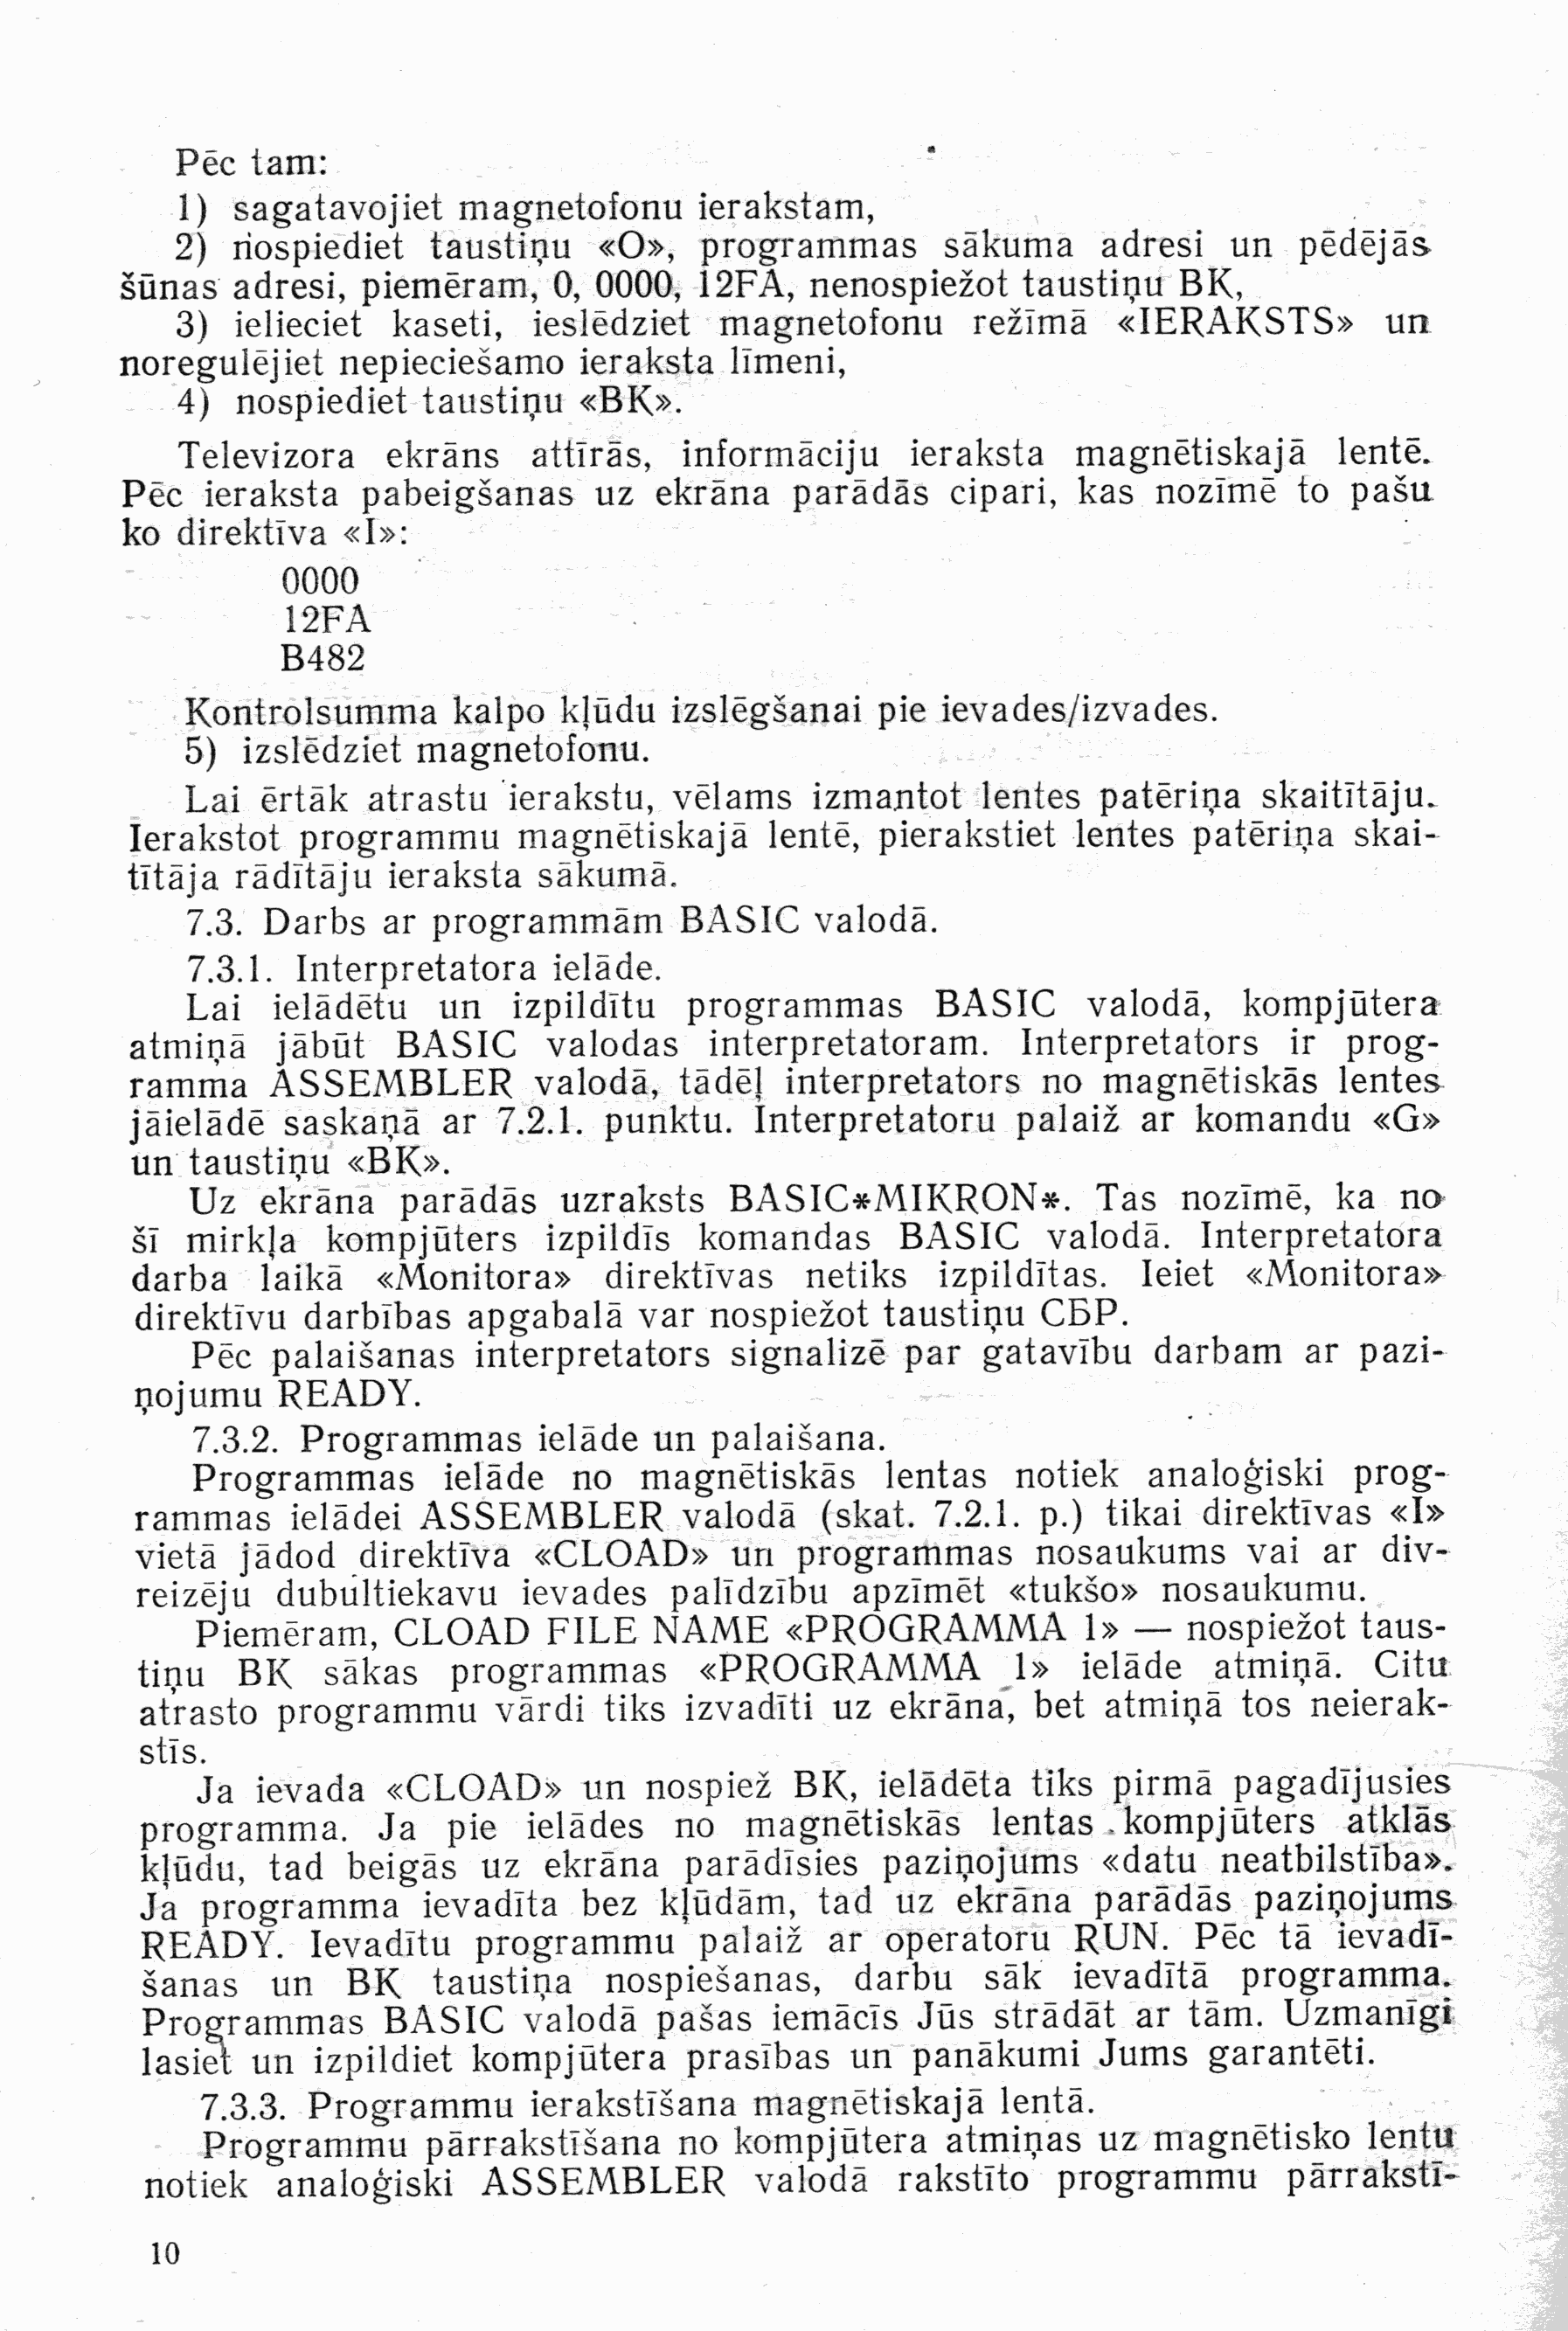 Pēc tam:
1) sagatavojiet magnetofonu ierakstam,
2) nospiediet taustiņu «O», programmas sākuma adresi un pēdējās
šūnas adresi, piemēram, 0, 0000, 12FA, nenospiežot taustiņu BK,
3) ielieciet kaseti, ieslēdziet magnetofonu režīmā «IERAKSTS» un
noregulējiet nepieciešamo ieraksta līmeni,
4) nospiediet taustiņu «BK».
Televizora ekrāns attīrās, informāciju ieraksta magnētiskajā lentē.
Pēc ieraksta pabeigšanas uz ekrāna parādās cipari, kas nozīmē to pašu
ko direktīva «I»:
0000
12FA
B482
Kontrolsumma kalpo kļūdu izslēgšanai pie ievades/izvades.
5) izslēdziet magnetofonu.
Lai ērtāk atrastu ierakstu, vēlams izmantot lentes patēriņa skaitītāju.
Ierakstot programmu magnētiskajā lentē, pierakstiet lentes patēriņa skai-
tītāja rādītāju ieraksta sākumā.
7.3. Darbs ar programmām BASIC valodā.
7.3.1. Interpretatora ielāde.
Lai ielādētu un izpildītu programmas BASIC valodā, kompjūtera
atmiņā jābūt BASIC valodas interpretatoram. Interpretators ir prog-
ramma ASSEMBLER valodā, tādēļ interpretators no magnētiskās lentes
jāielādē saskaņā ar 7.2.1. punktu. Interpretatoru palaiž ar komandu «G»
un taustiņu «BK».
Uz ekrāna parādās uzraksts BASIC*MIKRON*. Tas nozīmē, ka no
šī mirkļa kompjūters izpildīs komandas BASIC valodā. Interpretatora
darba laikā «Monitora» direktīvas netiks izpildītas. Ieiet «Monitora»
direktīvu darbības apgabalā var nospiežot taustiņu СБР.
Pēc palaišanas interpretators signalizē par gatavību darbam ar pazi-
ņojumu READY.
7.3.2. Programmas ielāde un palaišana.
Programmas ielāde no magnētiskās lentas notiek analoģiski prog-
rammas ielādei ASSEMBLER valodā (skat. 7.2.1. p.) tikai direktīvas «I»
vietā jādod direktīva «CLOAD» un programmas nosaukums vai ar div-
reizēju dubultiekavu ievades palīdzību apzīmēt «tukšo» nosaukumu.
Piemēram, CLOAD FILE NAME «PROGRAMMA 1» — nospiežot taus-
tiņu BK sākas programmas «PROGRAMMA 1» ielāde atmiņā. Citu
atrasto programmu vārdi tiks izvadīti uz ekrāna, bet atmiņā tos neierak-
stīs.
Ja ievada «CLOAD» un nospiež BK, ielādēta tiks pirmā pagadījusies
programma. Ja pie ielādes no magnētiskās lentas kompjūters atklās
kļūdu, tad beigās uz ekrāna parādīsies paziņojums «datu neatbilstība».
Ja programma ievadīta bez kļūdām, tad uz ekrāna parādās paziņojums
READY. Ievadītu programmu palaiž ar operatoru RUN. Pēc tā ievadī-
šanas un BK taustiņa nospiešanas, darbu sāk ievadītā programma.
Programmas BASIC valodā pašas iemācīs Jūs strādāt ar tām. Uzmanīgi
lasiet un izpildiet kompjūtera prasības un panākumi Jums garantēti.
7.3.3. Programmu ierakstīšana magnētiskajā lentā.
Programmu pārrakstīšana no kompjūtera atmiņas uz magnētisko lentu
notiek analoģiski ASSEMBLER valodā rakstīto programmu pārrakstī-
10